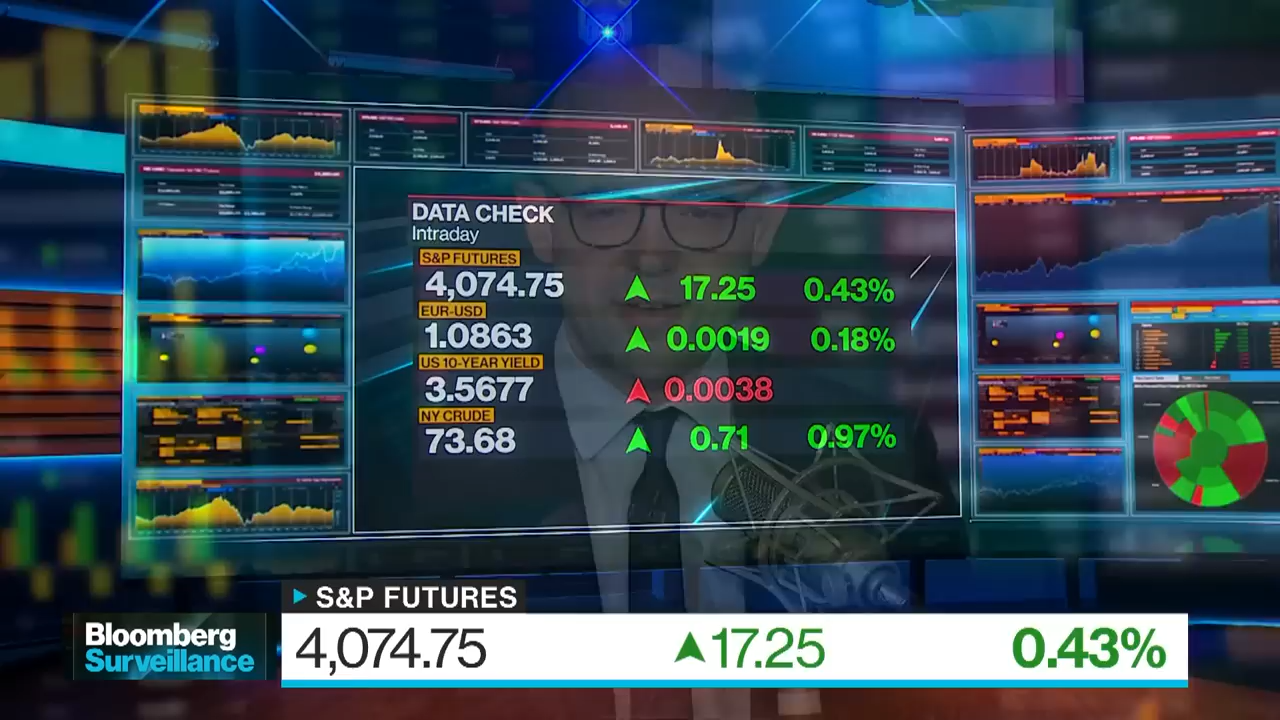 DATA CHECK
Intraday
S&P FUTURES
4,074.75 17.25 0.43%
EUR-USD
1.0863 0.0019 0.18%
US 10-YEAR YIELD
3.5677 0.0038
NY CRUDE
73.68 0.71 0.97%
S&P FUTURES
Bloomberg
Surveillance
4,074.75 17.25 0.43%